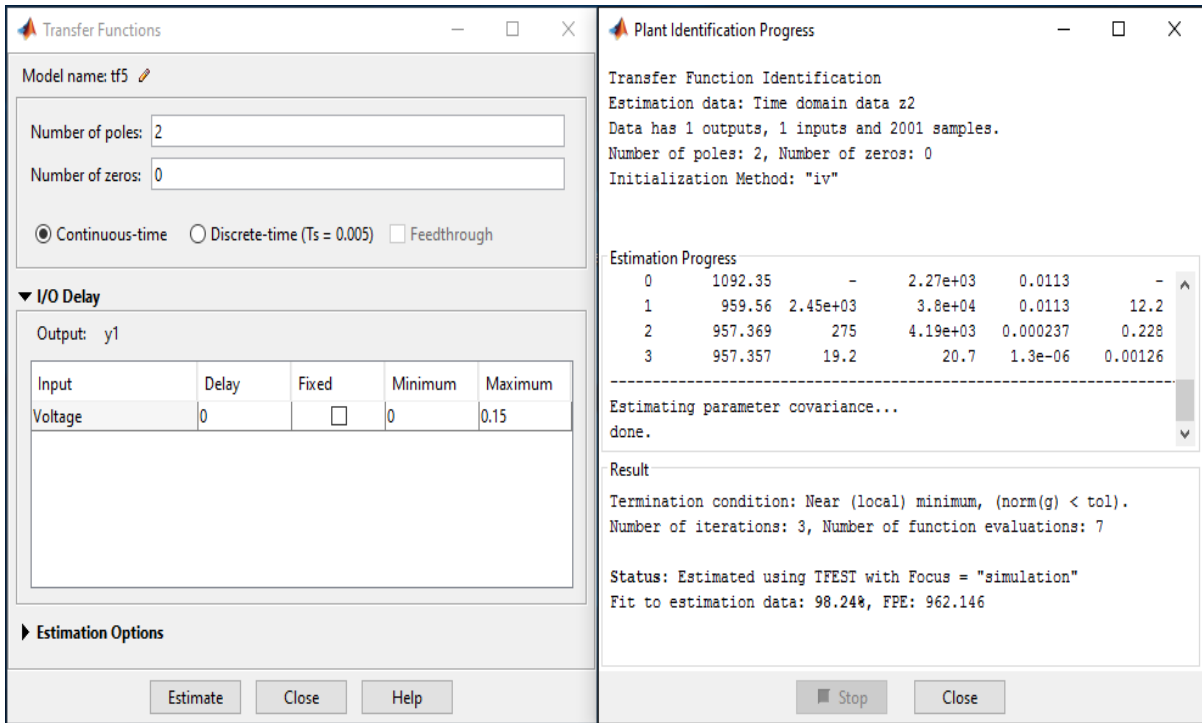 Transfer Functions
Model name: tf5
Number of poles: 2
Number of zeros: 0
Continuous-time Discrete-time (Ts = 0.005) Feedthrough
I/O Delay
Output: y1
Input Delay Fixed Minimum Maximum
Voltage 0 0 0.15
Estimation Options
Estimate Close Help
Plant Identification Progress
Transfer Function Identification
Estimation data: Time domain data z2
Data has 1 outputs, 1 inputs and 2001 samples.
Number of poles: 2, Number of zeros: 0
Initialization Method: "iv"
Estimation Progress
0 1092.35 - 2.27e+03 0.0113 -
1 959.56 2.45e+03 3.8e+04 0.0113 12.2
2 957.369 275 4.19e+03 0.000237 0.228
3 957.357 19.2 20.7 1.3e-06 0.00126
------------------------------------------------------------------------
Estimating parameter covariance...
done.
Result
Termination condition: Near (local) minimum, (norm(g) < tol).
Number of iterations: 3, Number of function evaluations: 7
Status: Estimated using TFEST with Focus = "simulation"
Fit to estimation data: 98.24%, FPE: 962.146
Stop Close